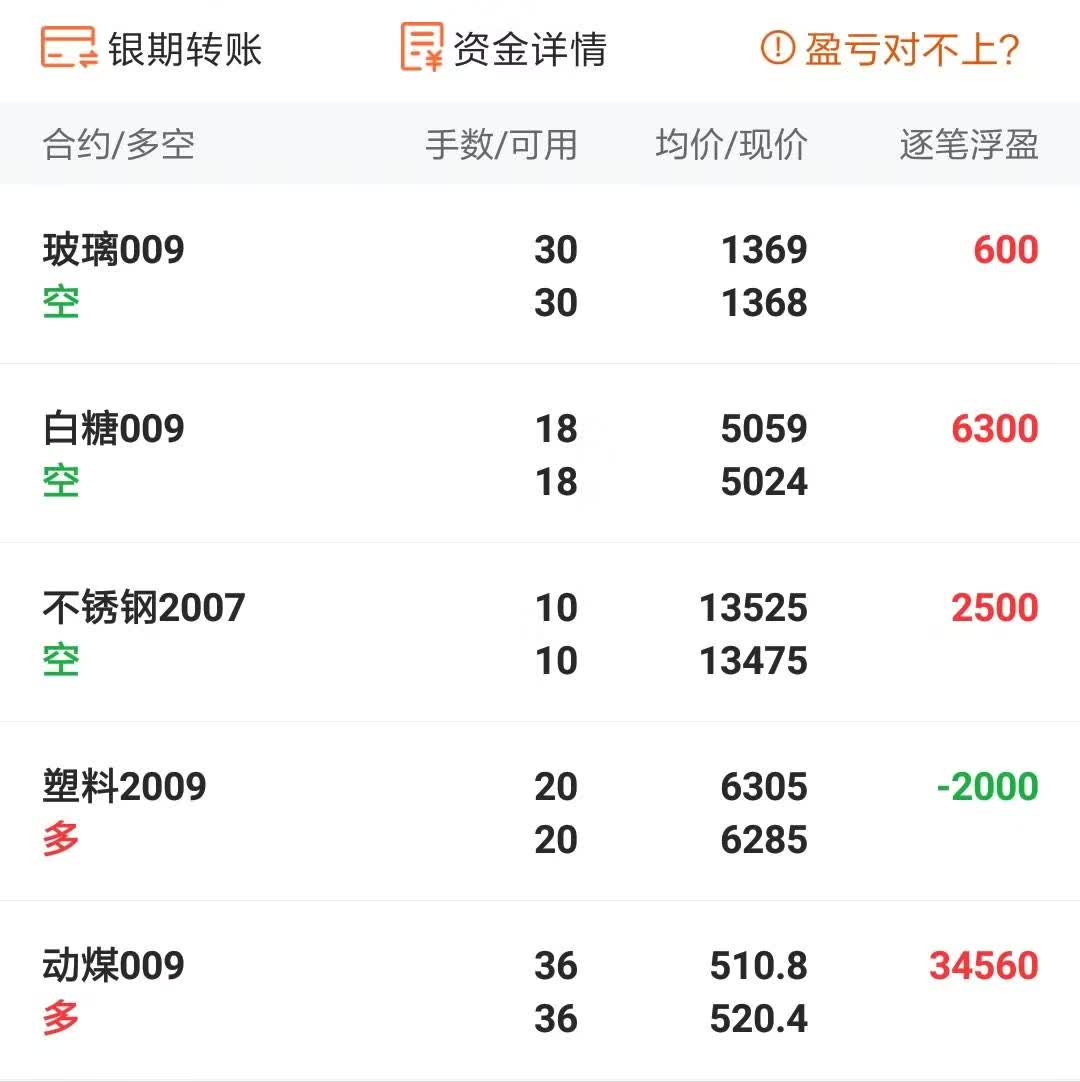 银期转账 资金详情 盈亏对不上?
合约/多空 手数/可用 均价/现价 逐笔浮盈
玻璃009 30 1369 600
空 30 1368
白糖009 18 5059 6300
空 18 5024
不锈钢2007 10 13525 2500
空 10 13475
塑料2009 20 6305 -2000
多 20 6285
动煤009 36 510.8 34560
多 36 520.4